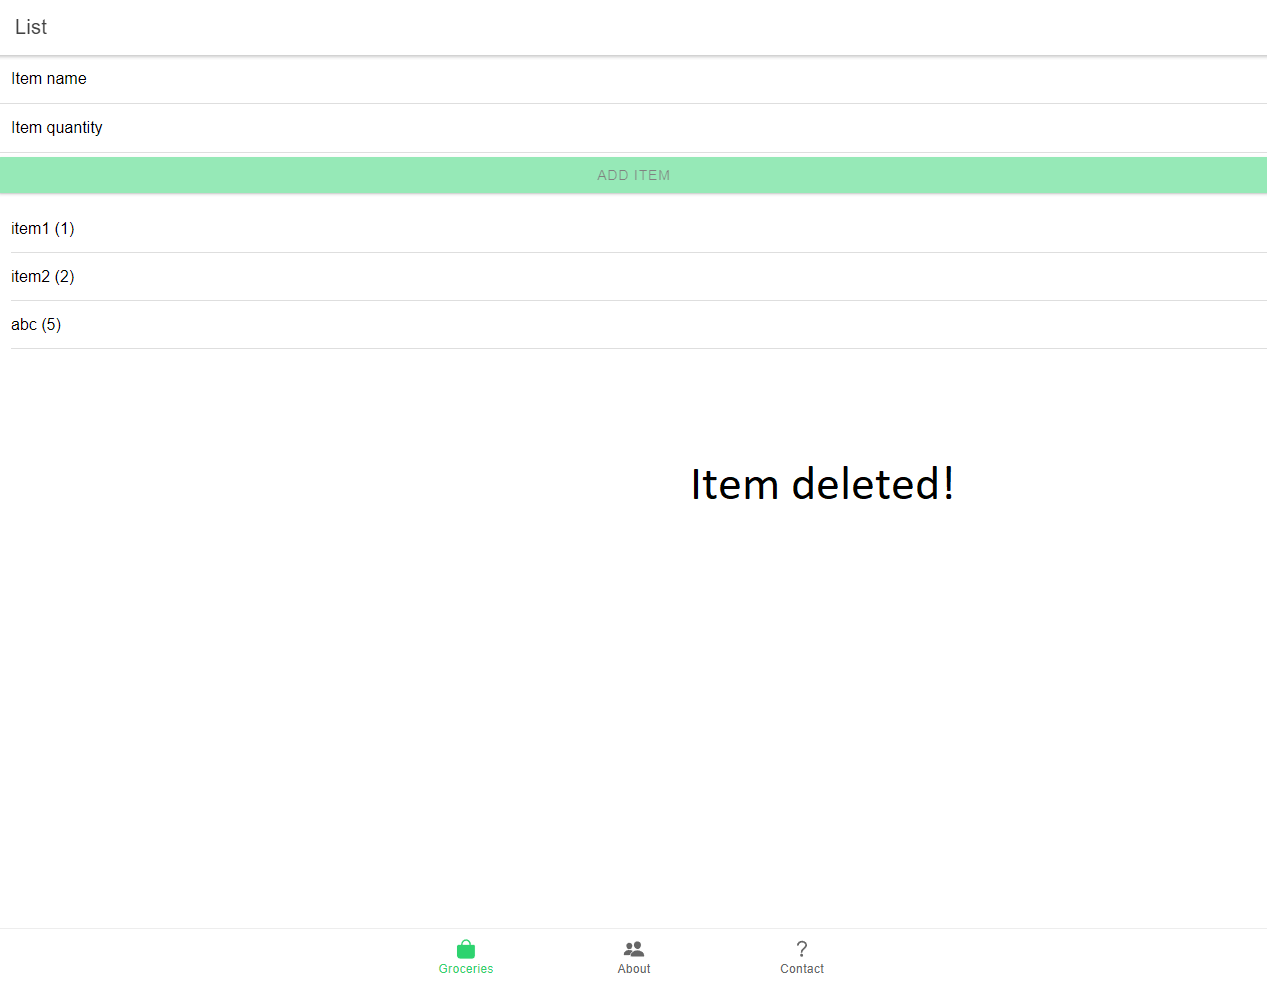 List
Item name
Item quantity
ADD ITEM
item1 (1)
item2 (2)
abc (5)
Item deleted!
Groceries
About
Contact